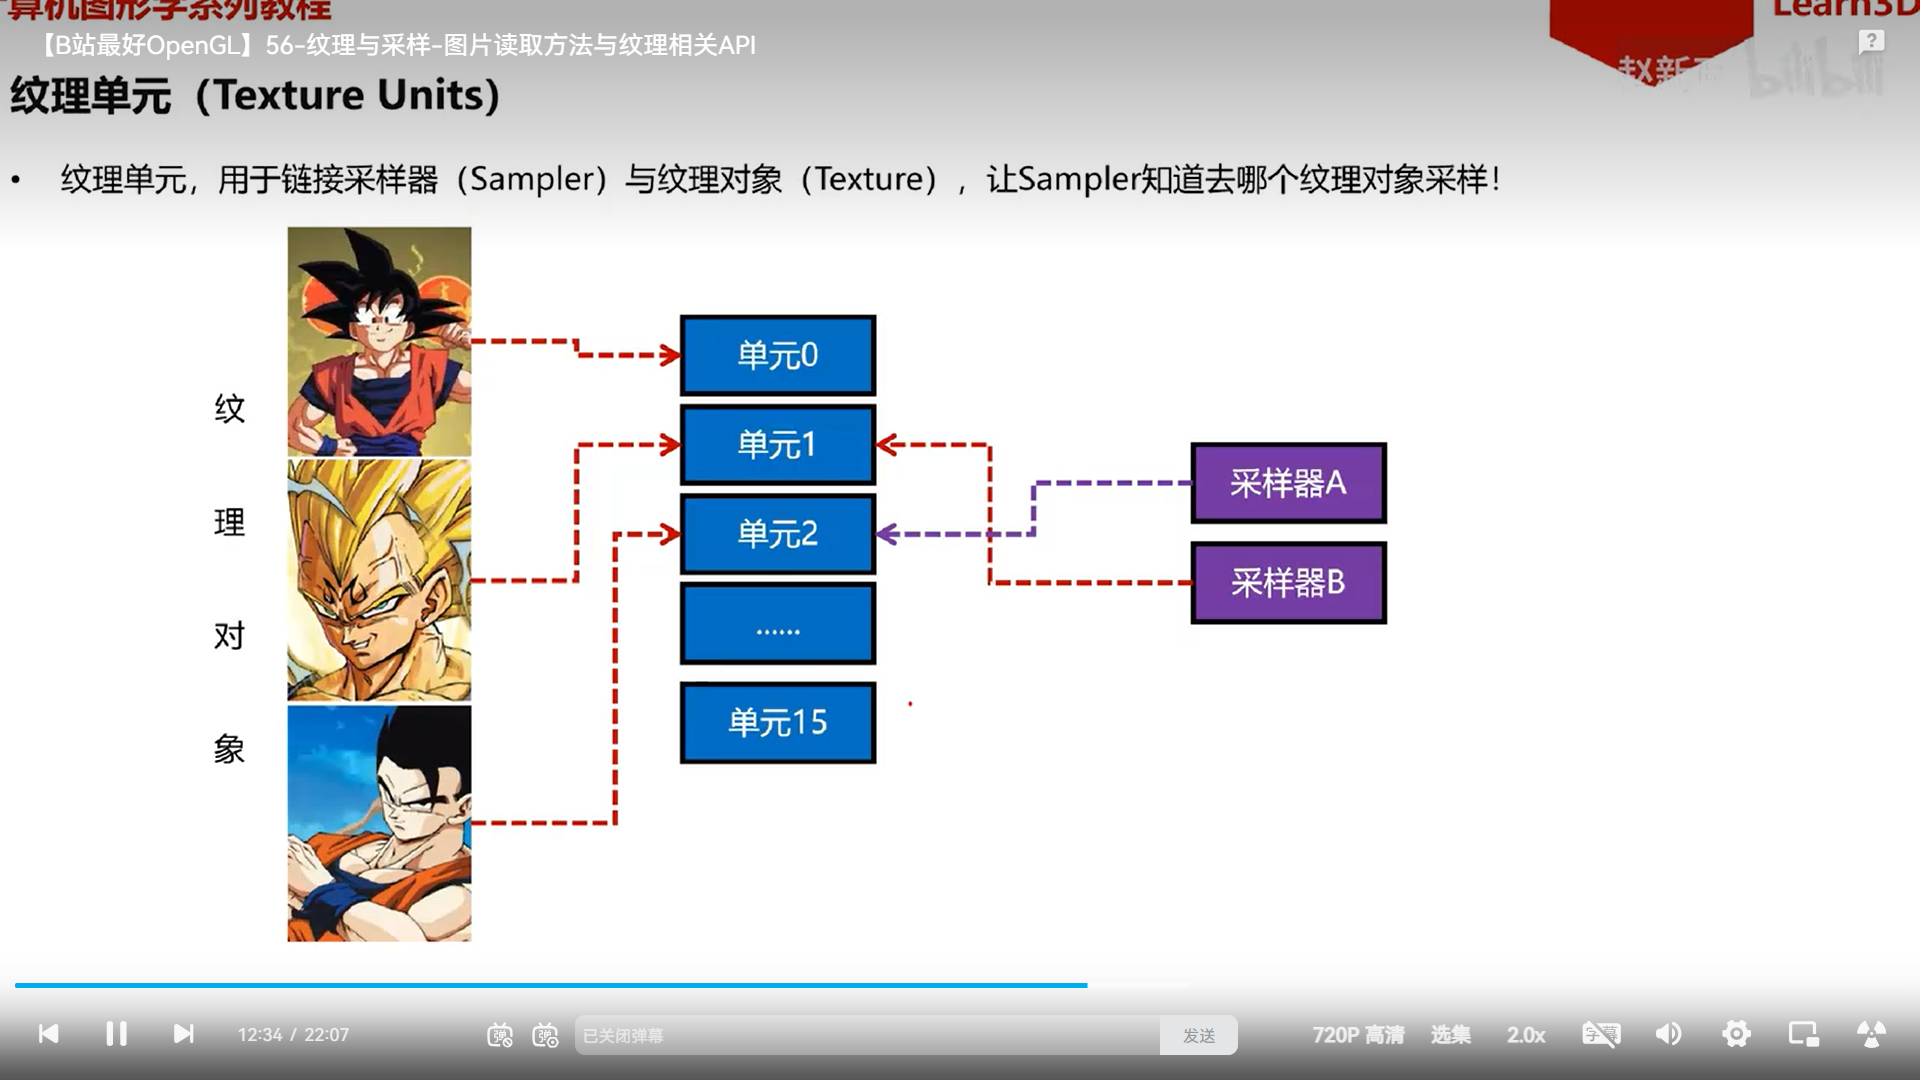 算机图形学系列教程
Learn3D
【B站最好OpenGL】56-纹理与采样-图片读取方法与纹理相关API
赵新
bilibili
纹理单元（Texture Units）
• 纹理单元，用于链接采样器（Sampler）与纹理对象（Texture），让Sampler知道去哪个纹理对象采样！
纹
理
对
象
单元0
单元1
单元2
......
单元15
采样器A
采样器B
12:34 / 22:07
弹
弹
已关闭弹幕
发送
720P 高清
选集
2.0x
字幕